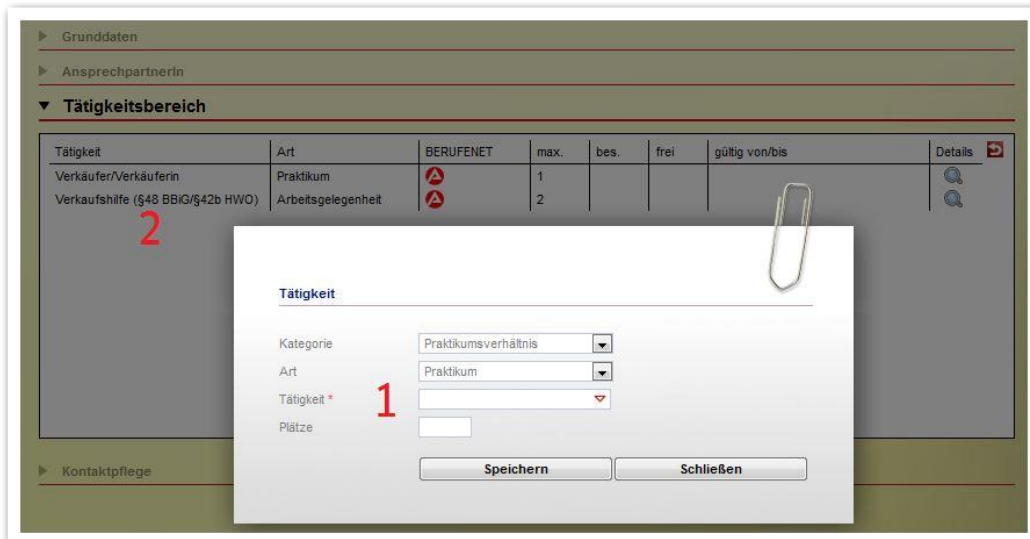 Grunddaten
AnsprechpartnerIn
Tätigkeitsbereich
Tätigkeit Art BERUFENET max. bes. frei gültig von/bis Details
Verkäufer/Verkäuferin Praktikum 1
Verkaufshilfe (§48 BBiG/§42b HWO) Arbeitsgelegenheit 2
2
Tätigkeit
Kategorie Praktikumsverhältnis
Art Praktikum
Tätigkeit *
1
Plätze
Speichern Schließen
Kontaktpflege